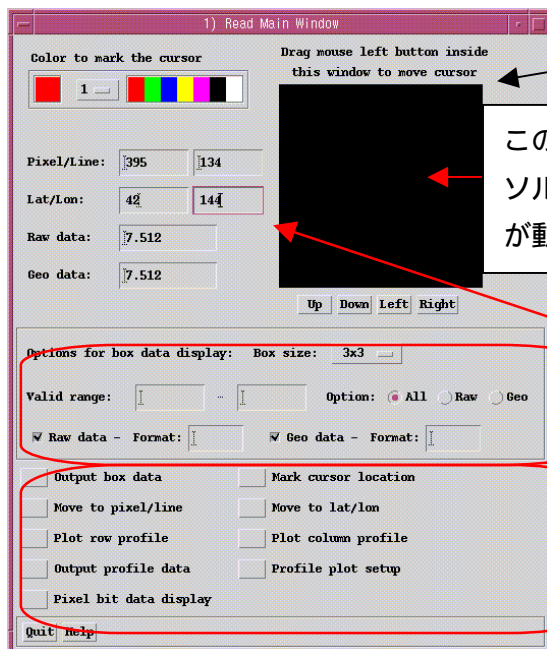 1) Read Main Window
Color to mark the cursor
1
Drag mouse left button inside
this window to move cursor
この
ソル
が動
Pixel/Line: 395 134
Lat/Lon: 42 144
Raw data: 7.512
Geo data: 7.512
Up Down Left Right
Options for box data display: Box size: 3x3
Valid range: - Option: All Raw Geo
Raw data - Format: Geo data - Format:
Output box data Mark cursor location
Move to pixel/line Move to lat/lon
Plot row profile Plot column profile
Output profile data Profile plot setup
Pixel bit data display
Quit Help